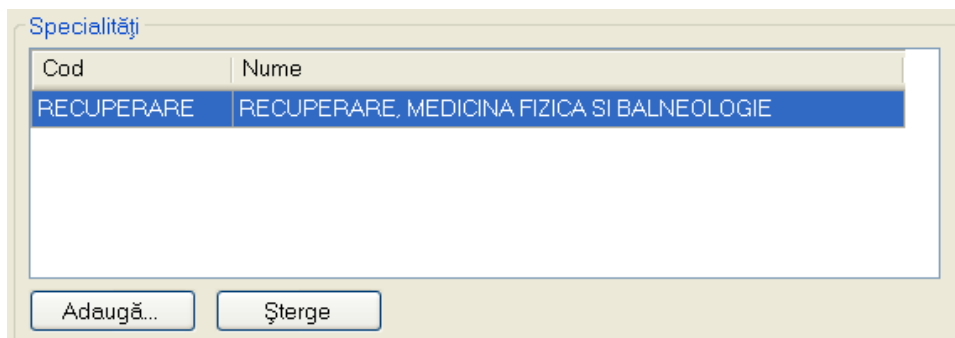 Specialităţi
Cod Nume
RECUPERARE RECUPERARE, MEDICINA FIZICA SI BALNEOLOGIE
Adaugă... Şterge